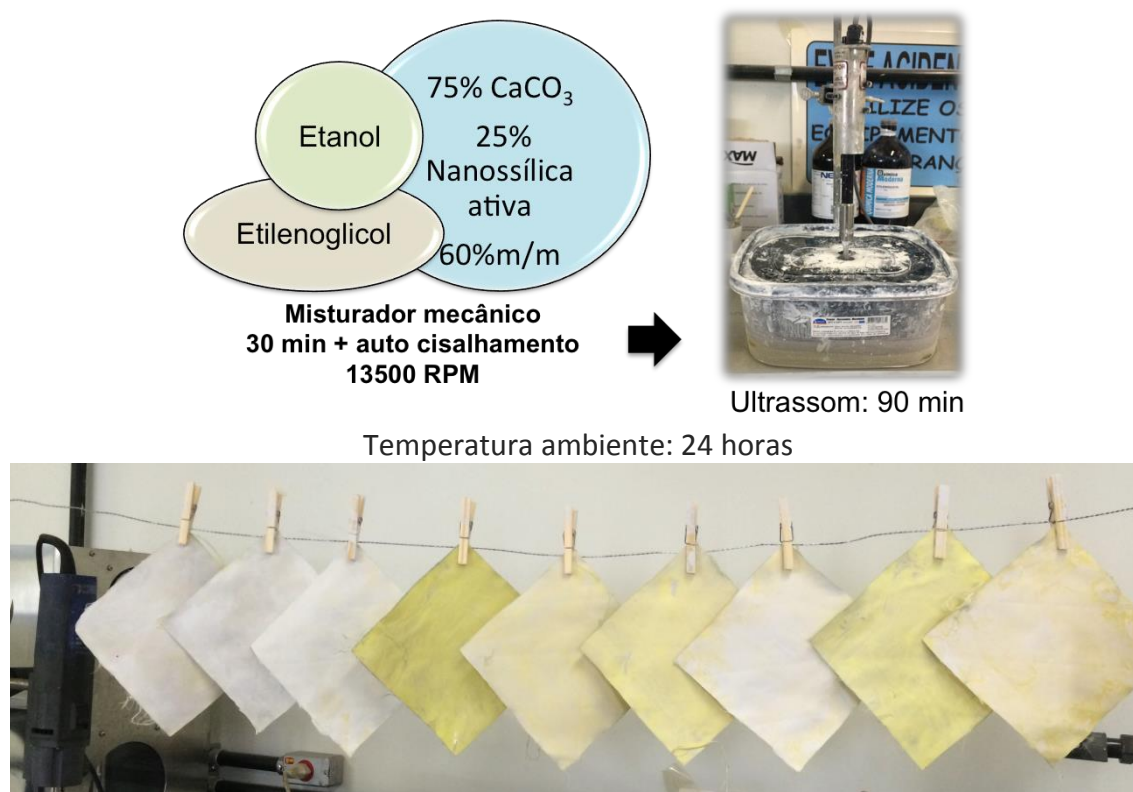 Etanol
Etilenoglicol
75% CaCO₃
25%
Nanossílica
ativa
60%m/m
Misturador mecânico
30 min + auto cisalhamento
13500 RPM
Ultrassom: 90 min
Temperatura ambiente: 24 horas